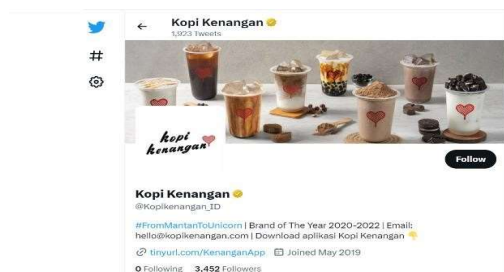 Kopi Kenangan
1,923 Tweets
kopi
kenangan
Follow
Kopi Kenangan
@Kopikenangan_ID
#FromMantanToUnicorn | Brand of The Year 2020-2022 | Email:
hello@kopikenangan.com | Download aplikasi Kopi Kenangan 👇
tinyurl.com/KenanganApp Joined May 2019
0 Following 3,452 Followers